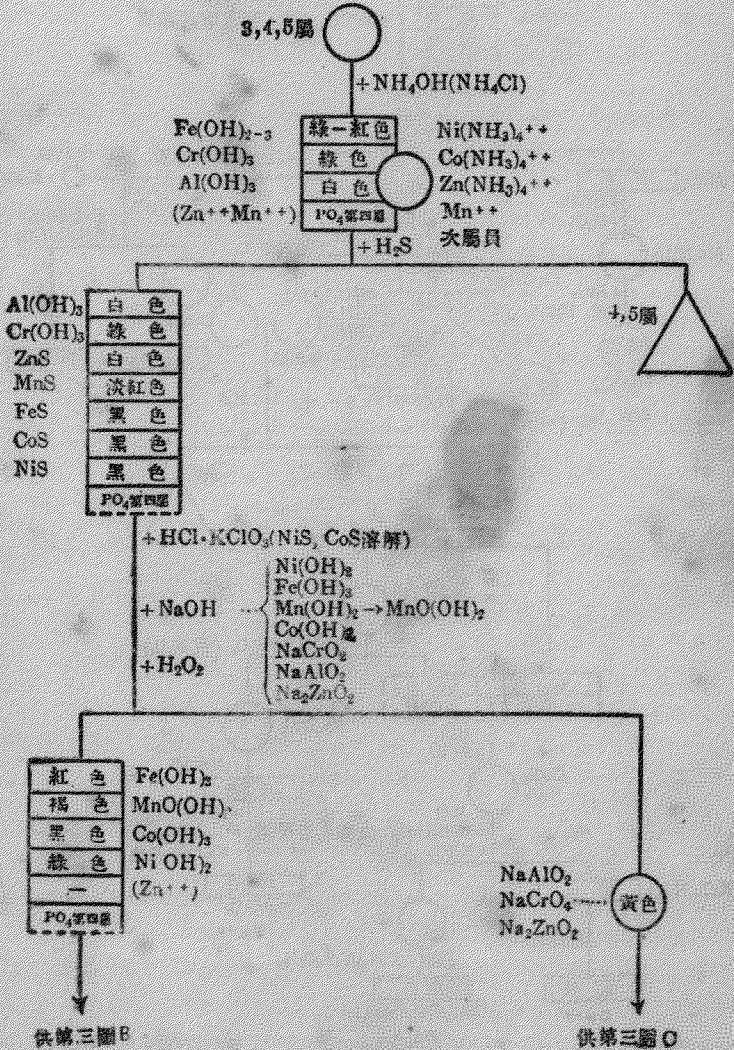 3,4,5屬
+NH₄OH(NH₄Cl)
Fe(OH)₂₋₃ 綠一紅色 Ni(NH₃)₄⁺⁺
Cr(OH)₃ 綠色 Co(NH₃)₄⁺⁺
Al(OH)₃ 白色 Zn(NH₃)₄⁺⁺
(Zn⁺⁺Mn⁺⁺) PO₄第四屬 Mn⁺⁺
次屬員
+H₂S
Al(OH)₃ 白色
Cr(OH)₃ 綠色
ZnS 白色
MnS 淡紅色
FeS 黑色
CoS 黑色
NiS 黑色
PO₄第四屬
4,5屬
+HCl·KClO₃(NiS, CoS溶解)
Ni(OH)₂
Fe(OH)₃
+NaOH Mn(OH)₂→MnO(OH)₂
Co(OH)
NaCrO₂
+H₂O₂ NaAlO₂
Na₂ZnO₂
紅色 Fe(OH)₃
褐色 MnO(OH)
黑色 Co(OH)₃
綠色 Ni OH)₂
— (Zn⁺⁺)
PO₄第四屬
NaAlO₂
NaCrO₄ 黃色
Na₂ZnO₂
供第三圖B
供第三圖C